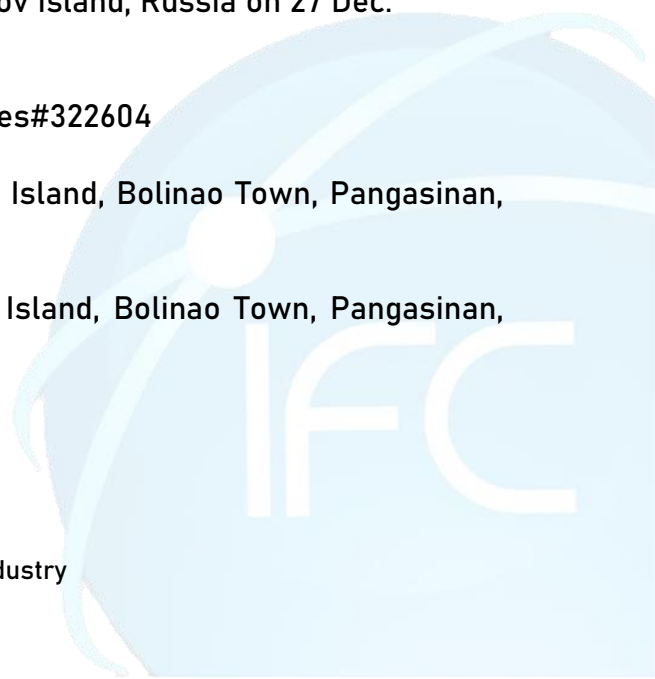 ov Island, Russia on 27 Dec.
es#322604
Island, Bolinao Town, Pangasinan,
Island, Bolinao Town, Pangasinan,
IFC
dustry